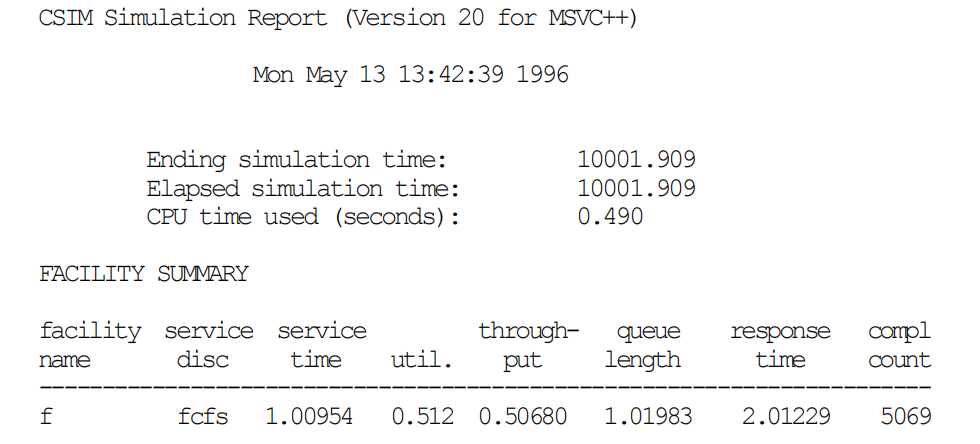 CSIM Simulation Report (Version 20 for MSVC++)
Mon May 13 13:42:39 1996
Ending simulation time: 10001.909
Elapsed simulation time: 10001.909
CPU time used (seconds): 0.490
FACILITY SUMMARY
facility service service through- queue response compl
name disc time util. put length time count
--------------------------------------------------------------------------------
f fcfs 1.00954 0.512 0.50680 1.01983 2.01229 5069